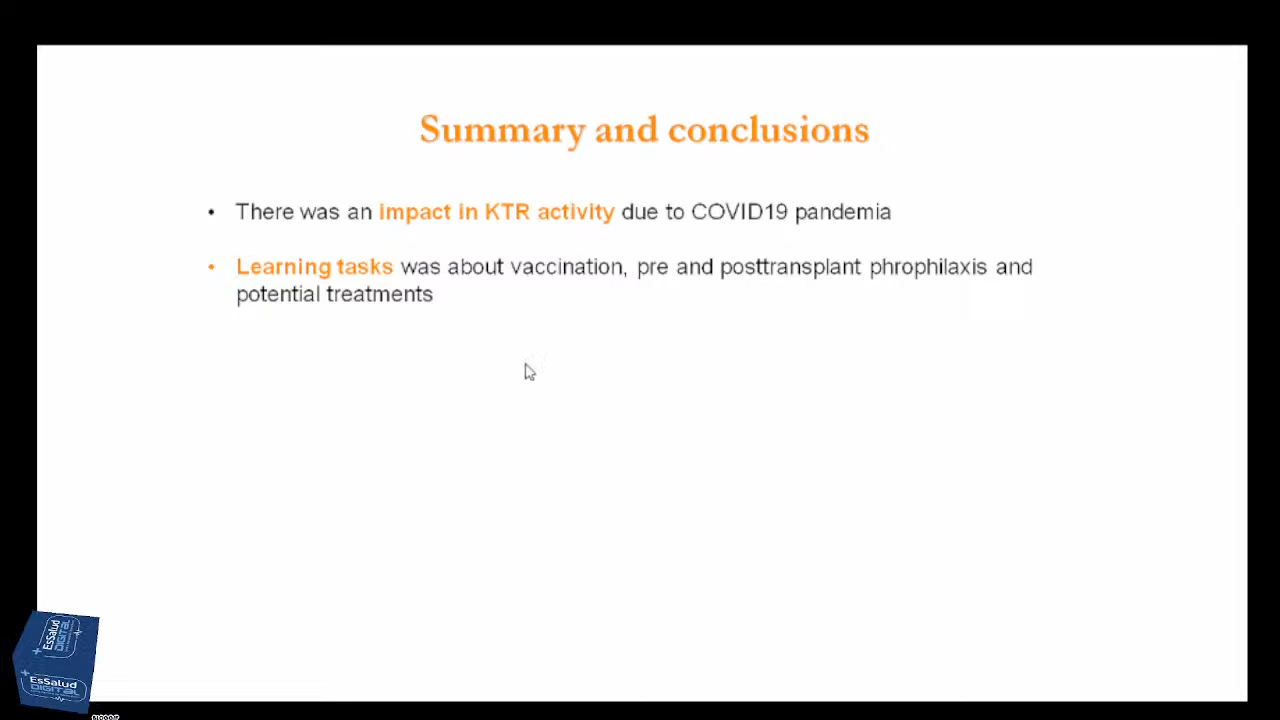 Summary and conclusions
• There was an impact in KTR activity due to COVID19 pandemia
• Learning tasks was about vaccination, pre and posttransplant phrophilaxis and
potential treatments
EsSalud
DIGITAL
EsSalud
DIGITAL